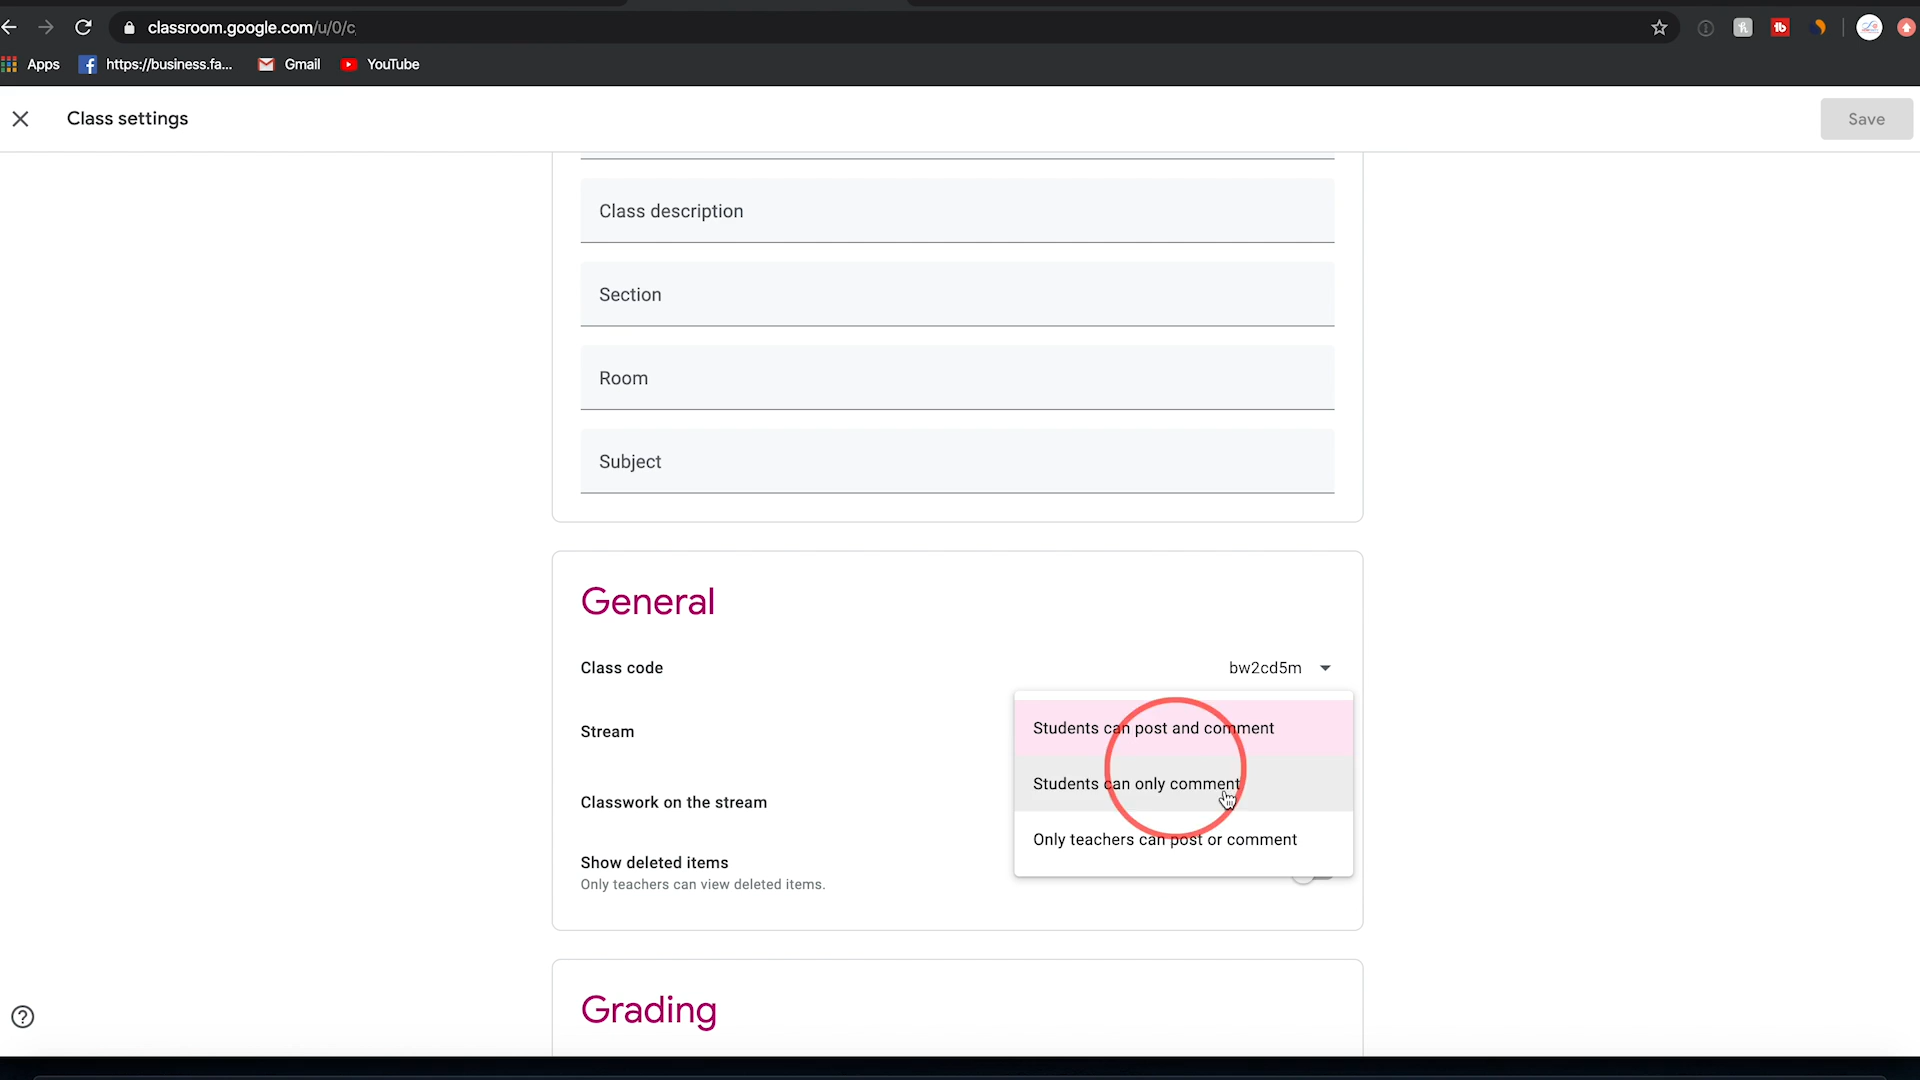 classroom.google.com/u/0/c
Apps
https://business.fa...
Gmail
YouTube
Class settings
Save
Class description
Section
Room
Subject
General
Class code
bw2cd5m
Students can post and comment
Stream
Students can only comment
Classwork on the stream
Only teachers can post or comment
Show deleted items
Only teachers can view deleted items.
Grading